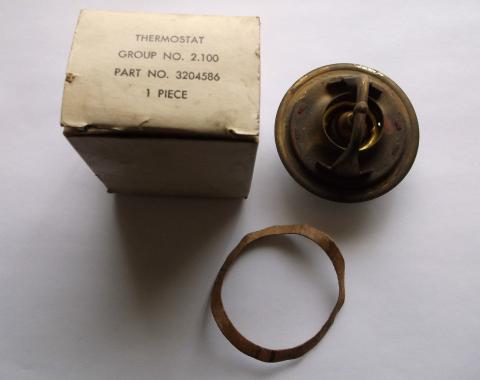 THERMOSTAT
GROUP NO. 2.100
PART NO. 3204586
1 PIECE